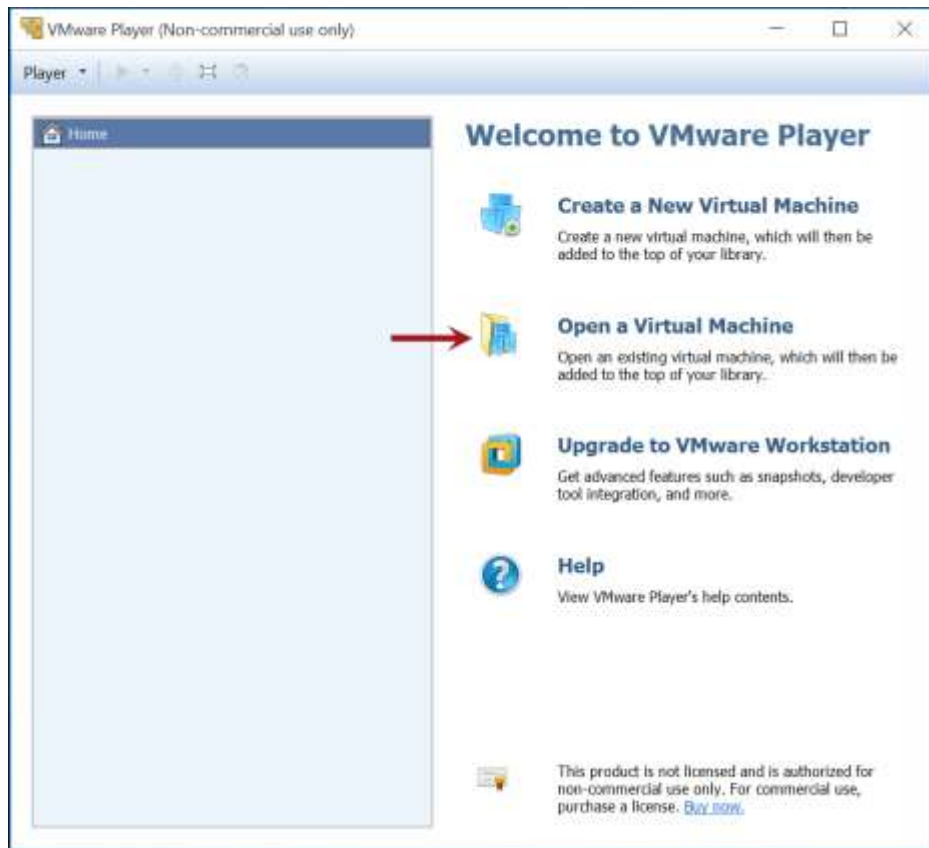 VMware Player (Non-commercial use only)
Player
Home
Welcome to VMware Player
Create a New Virtual Machine
Create a new virtual machine, which will then be
added to the top of your library.
Open a Virtual Machine
Open an existing virtual machine, which will then be
added to the top of your library.
Upgrade to VMware Workstation
Get advanced features such as snapshots, developer
tool integration, and more.
Help
View VMware Player's help contents.
This product is not licensed and is authorized for
non-commercial use only. For commercial use,
purchase a license. Buy now.